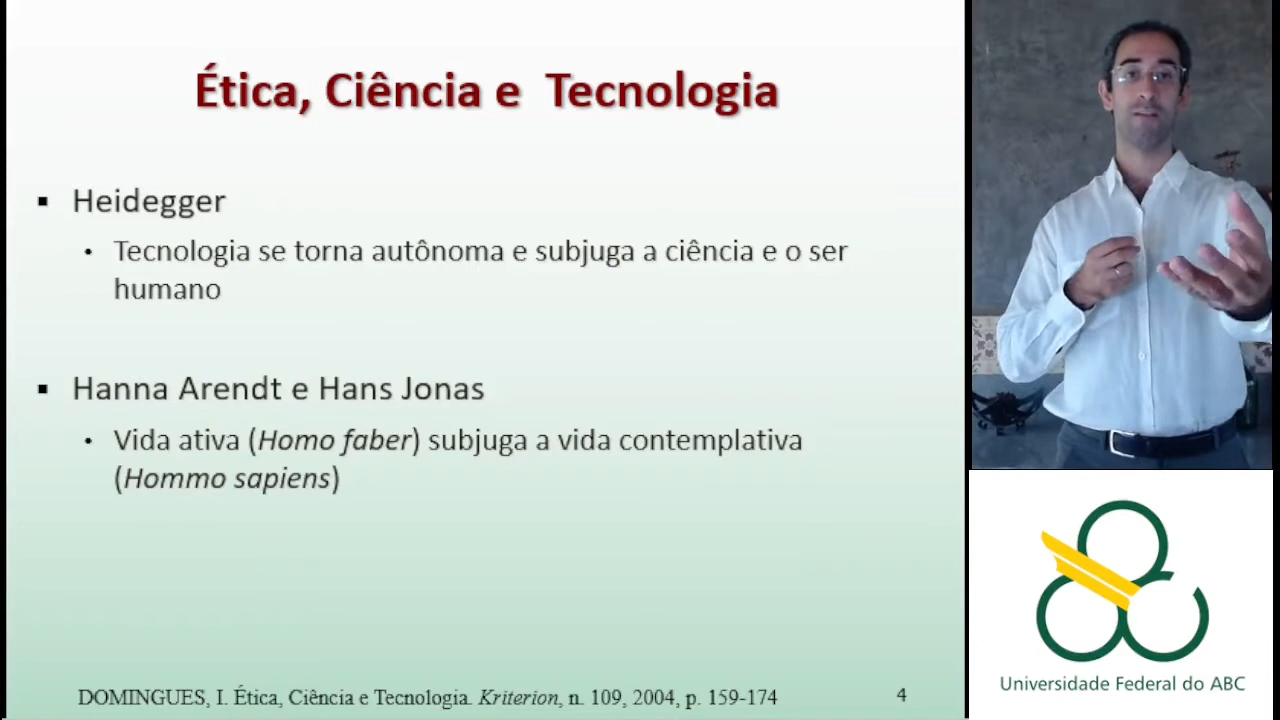 Ética, Ciência e Tecnologia
▪ Heidegger
• Tecnologia se torna autônoma e subjuga a ciência e o ser
humano
▪ Hanna Arendt e Hans Jonas
• Vida ativa (Homo faber) subjuga a vida contemplativa
(Hommo sapiens)
DOMINGUES, I. Ética, Ciência e Tecnologia. Kriterion, n. 109, 2004, p. 159-174
4
Universidade Federal do ABC